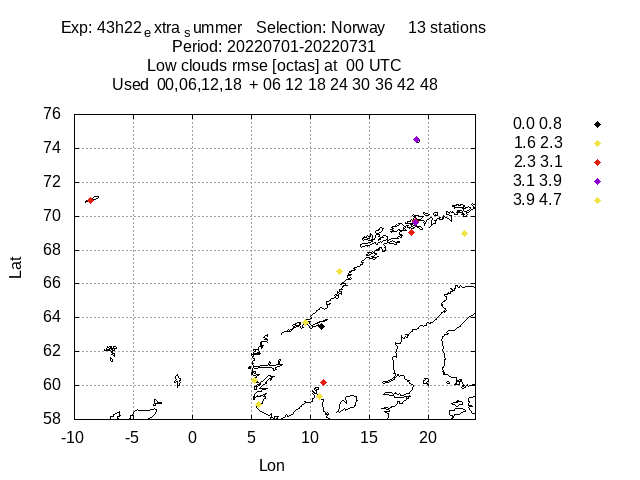 Exp: 43h22 e xtra s ummer   Selection: Norway     13 stations
Period: 20220701-20220731
Low clouds rmse [octas] at  00 UTC
Used  00,06,12,18  + 06 12 18 24 30 36 42 48
76
74
72
70
68
66
64
62
60
58
Lat
-10 -5 0 5 10 15 20
Lon
0.0 0.8
1.6 2.3
2.3 3.1
3.1 3.9
3.9 4.7